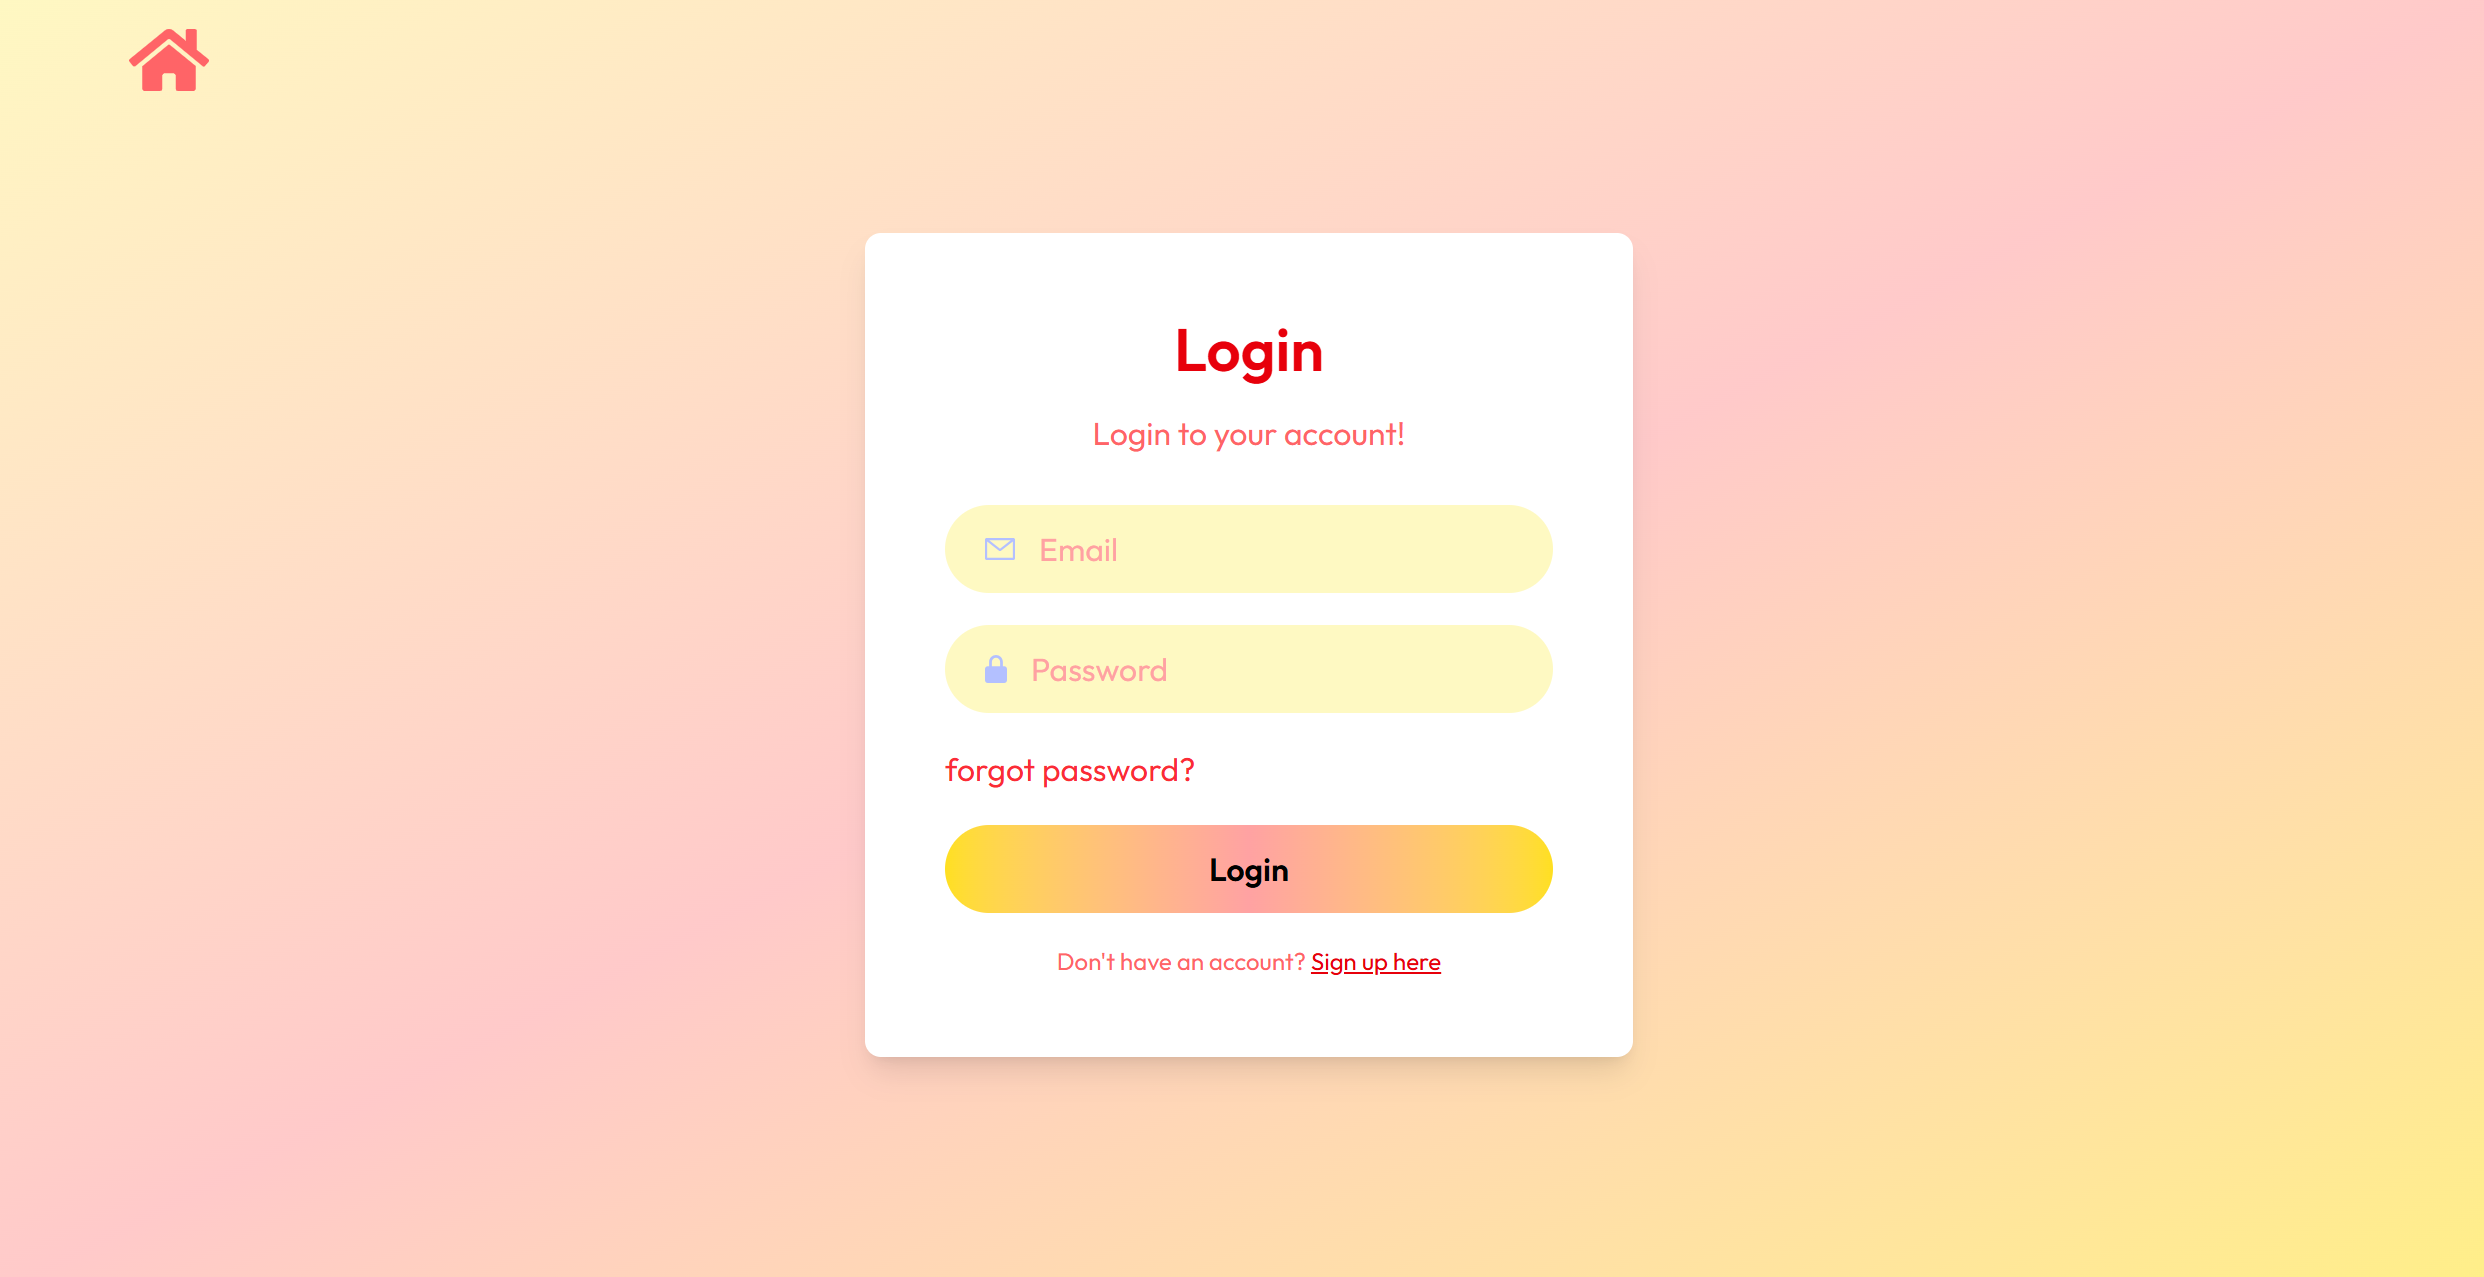 Login
Login to your account!
Email
Password
forgot password?
Login
Don't have an account? Sign up here